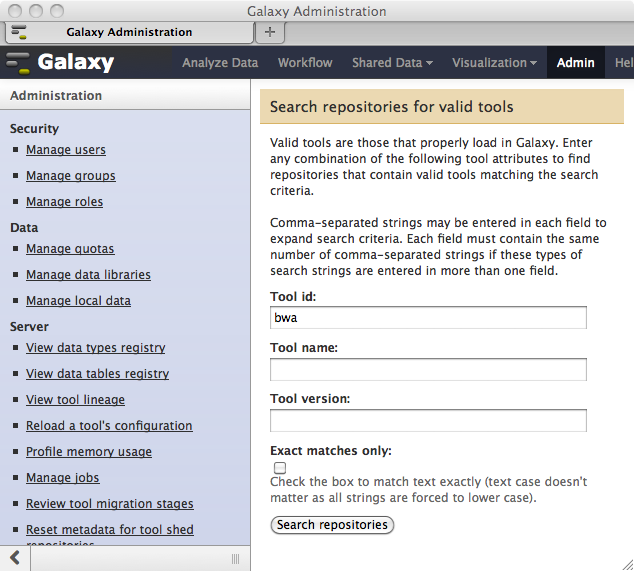 Galaxy Administration
Galaxy Administration
Galaxy
Analyze Data Workflow Shared Data Visualization Admin Hel
Administration
Security
Manage users
Manage groups
Manage roles
Data
Manage quotas
Manage data libraries
Manage local data
Server
View data types registry
View data tables registry
View tool lineage
Reload a tool's configuration
Profile memory usage
Manage jobs
Review tool migration stages
Reset metadata for tool shed
repositories
Search repositories for valid tools
Valid tools are those that properly load in Galaxy. Enter
any combination of the following tool attributes to find
repositories that contain valid tools matching the search
criteria.
Comma-separated strings may be entered in each field to
expand search criteria. Each field must contain the same
number of comma-separated strings if these types of
search strings are entered in more than one field.
Tool id:
bwa
Tool name:
Tool version:
Exact matches only:
Check the box to match text exactly (text case doesn't
matter as all strings are forced to lower case).
Search repositories